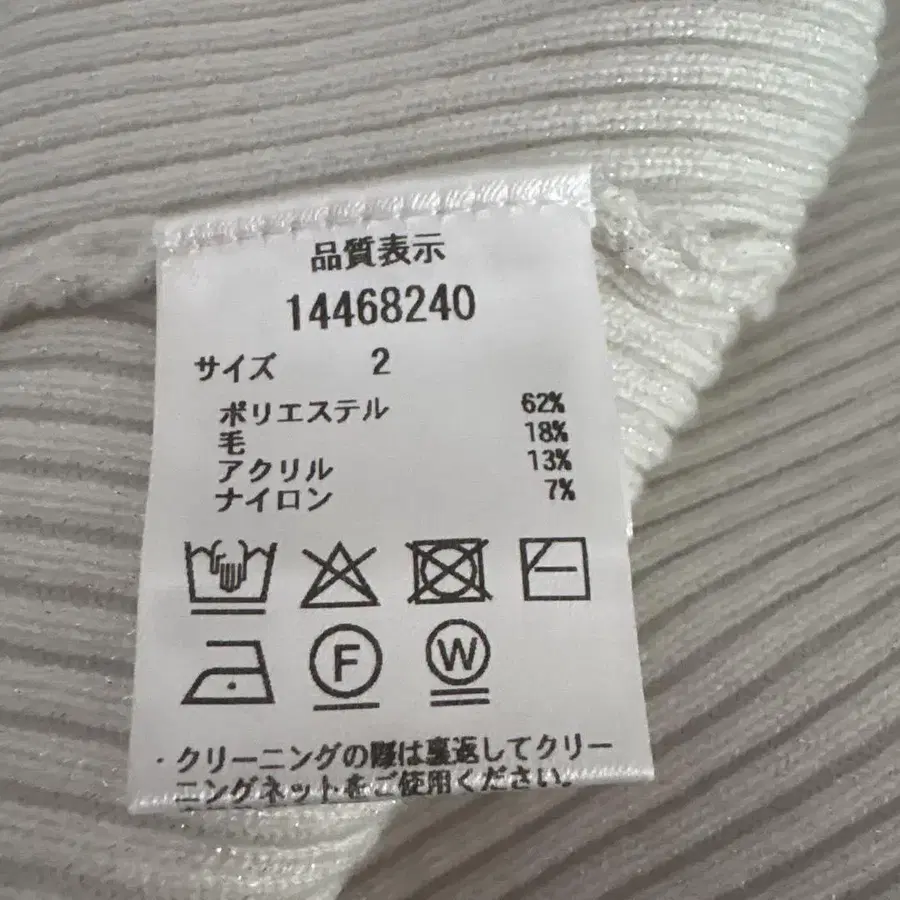 品質表示
14468240
サイズ 2
ポリエステル 62%
毛 18%
アクリル 13%
ナイロン 7%
F W
・クリーニングの際は裏返してクリー
ニングネットをご使用ください。